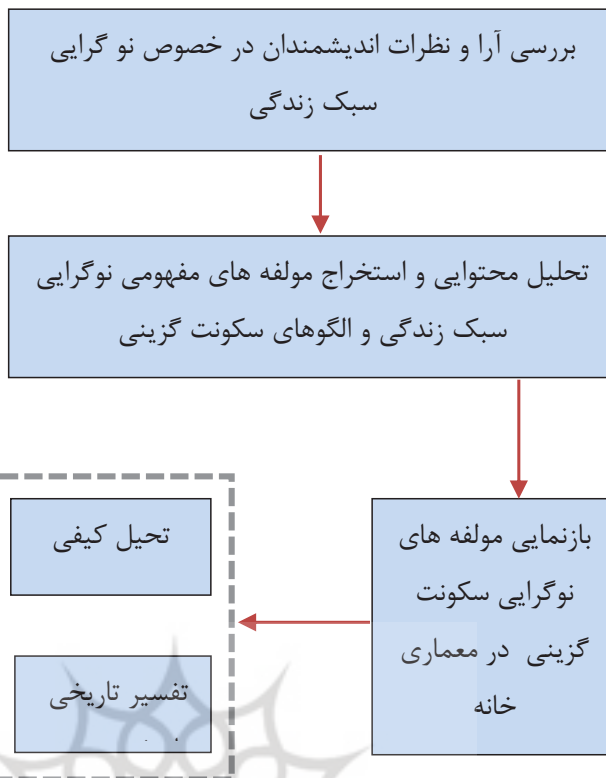 بررسی آرا و نظرات اندیشمندان در خصوص نو گرایی
سبک زندگی
تحلیل محتوایی و استخراج مولفه های مفهومی نوگرایی
سبک زندگی و الگوهای سکونت گزینی
بازنمایی مولفه های
نوگرایی سکونت
گزینی در معماری
خانه
تحیل کیفی
تفسیر تاریخی